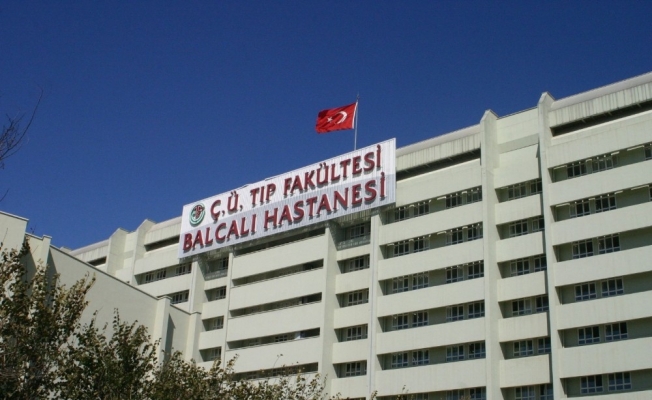 Ç.Ü. TIP FAKÜLTESİ
BALCALI HASTANESİ